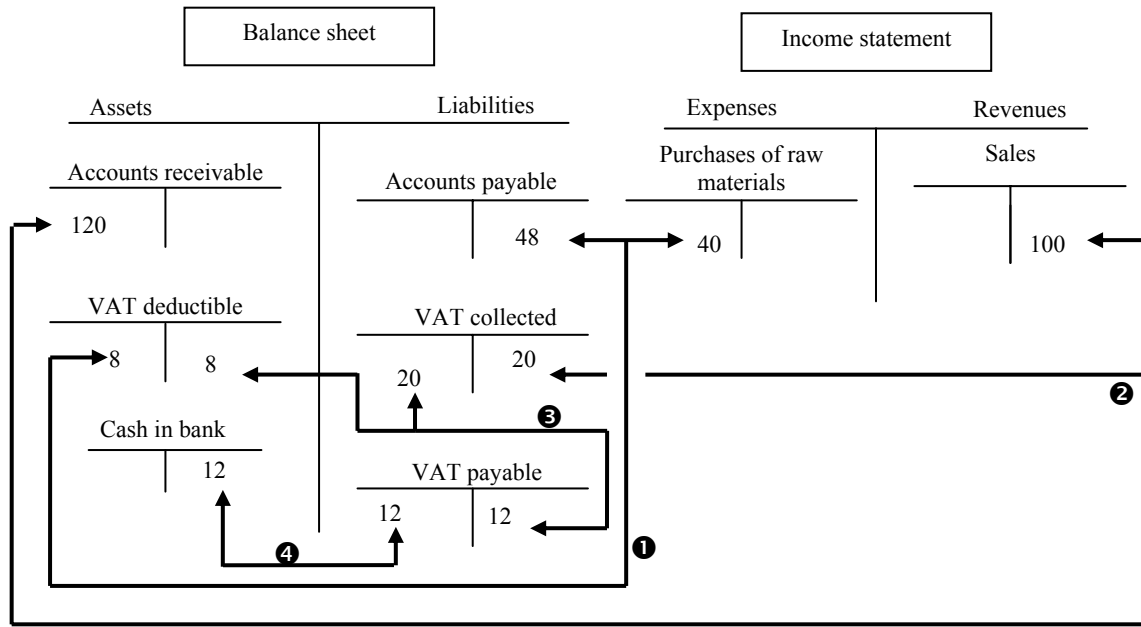 Balance sheet
Income statement
Assets
Liabilities
Expenses
Revenues
Accounts receivable
Accounts payable
Purchases of raw
materials
Sales
120
48
40
100
VAT deductible
VAT collected
8
8
20
20
❷
❸
Cash in bank
12
VAT payable
12
12
❹
❶